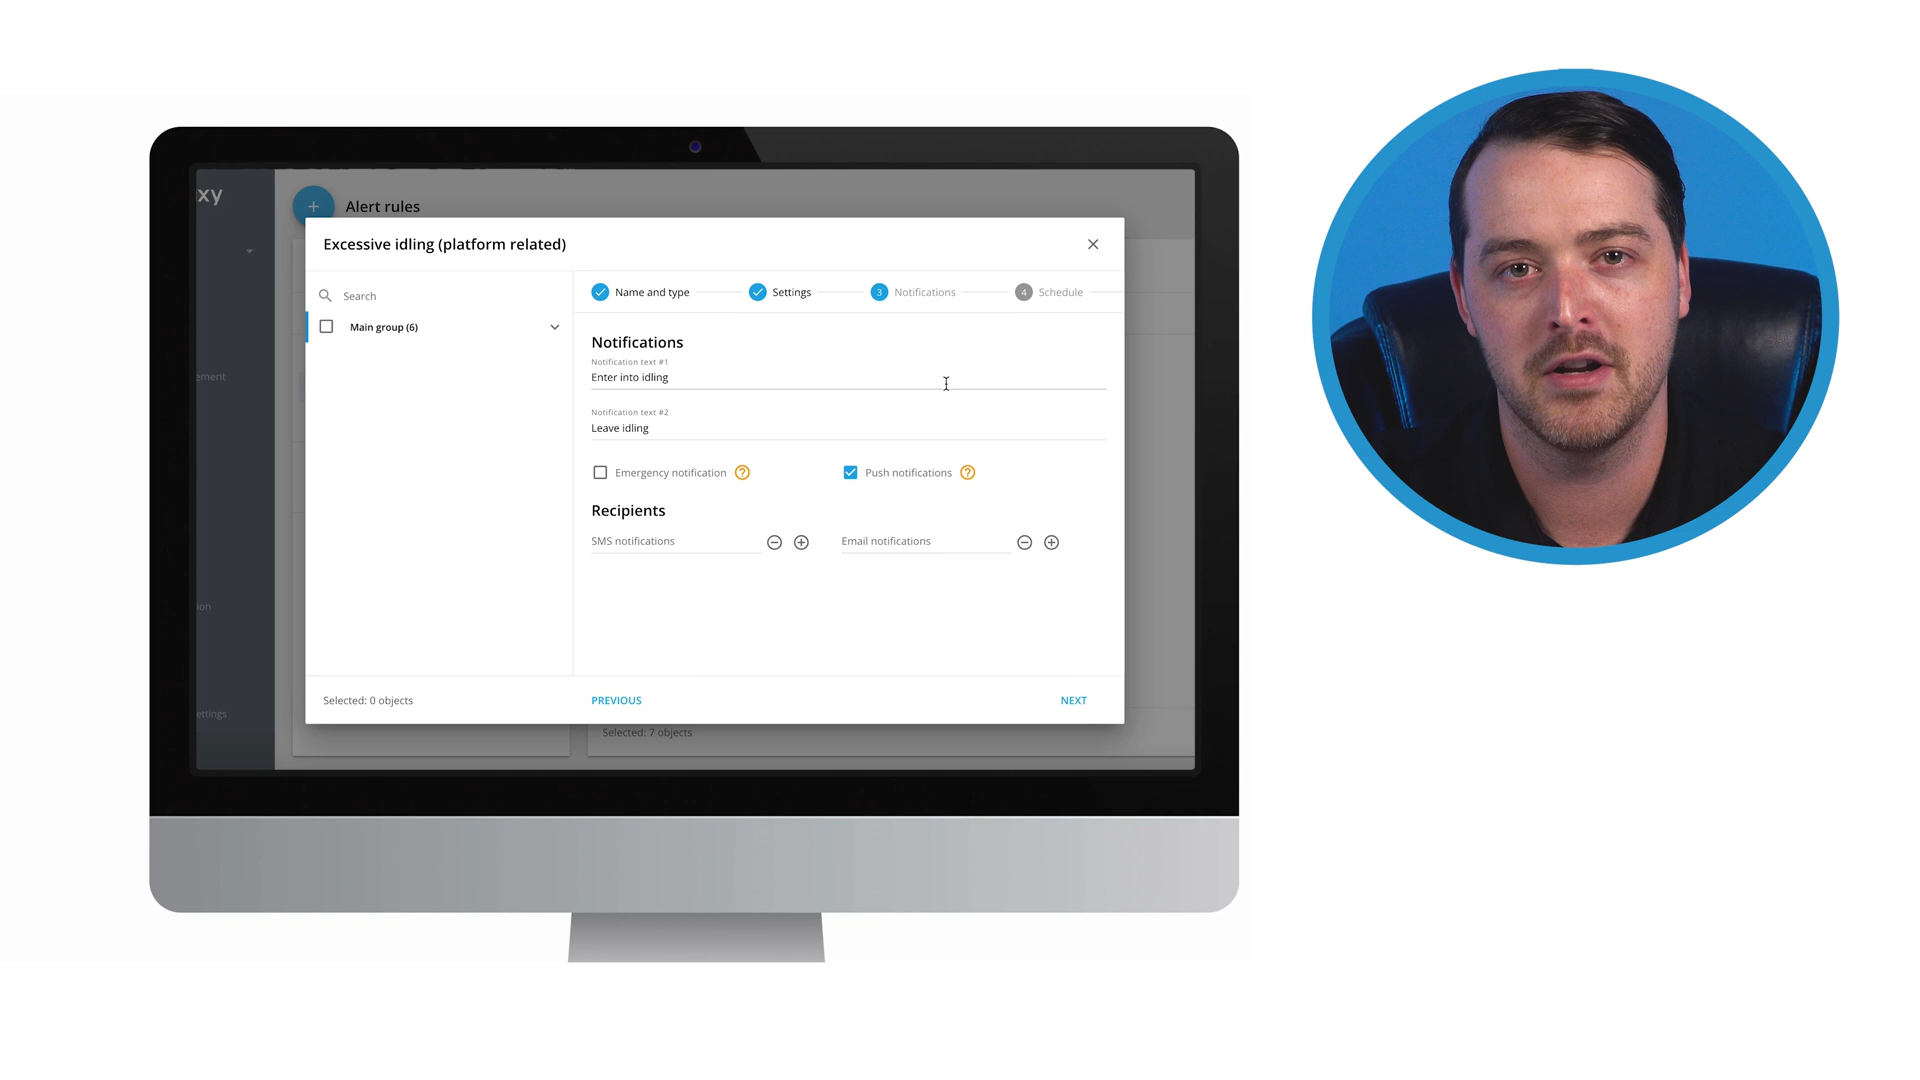 xy
Alert rules
Excessive idling (platform related)
Search
Main group (6)
Name and type
Settings
3 Notifications
4 Schedule
Notifications
Notification text #1
Enter into idling
Notification text #2
Leave idling
Emergency notification ?
Push notifications ?
Recipients
SMS notifications
Email notifications
Selected: 0 objects
PREVIOUS
NEXT
Selected: 7 objects
ement
ion
ettings